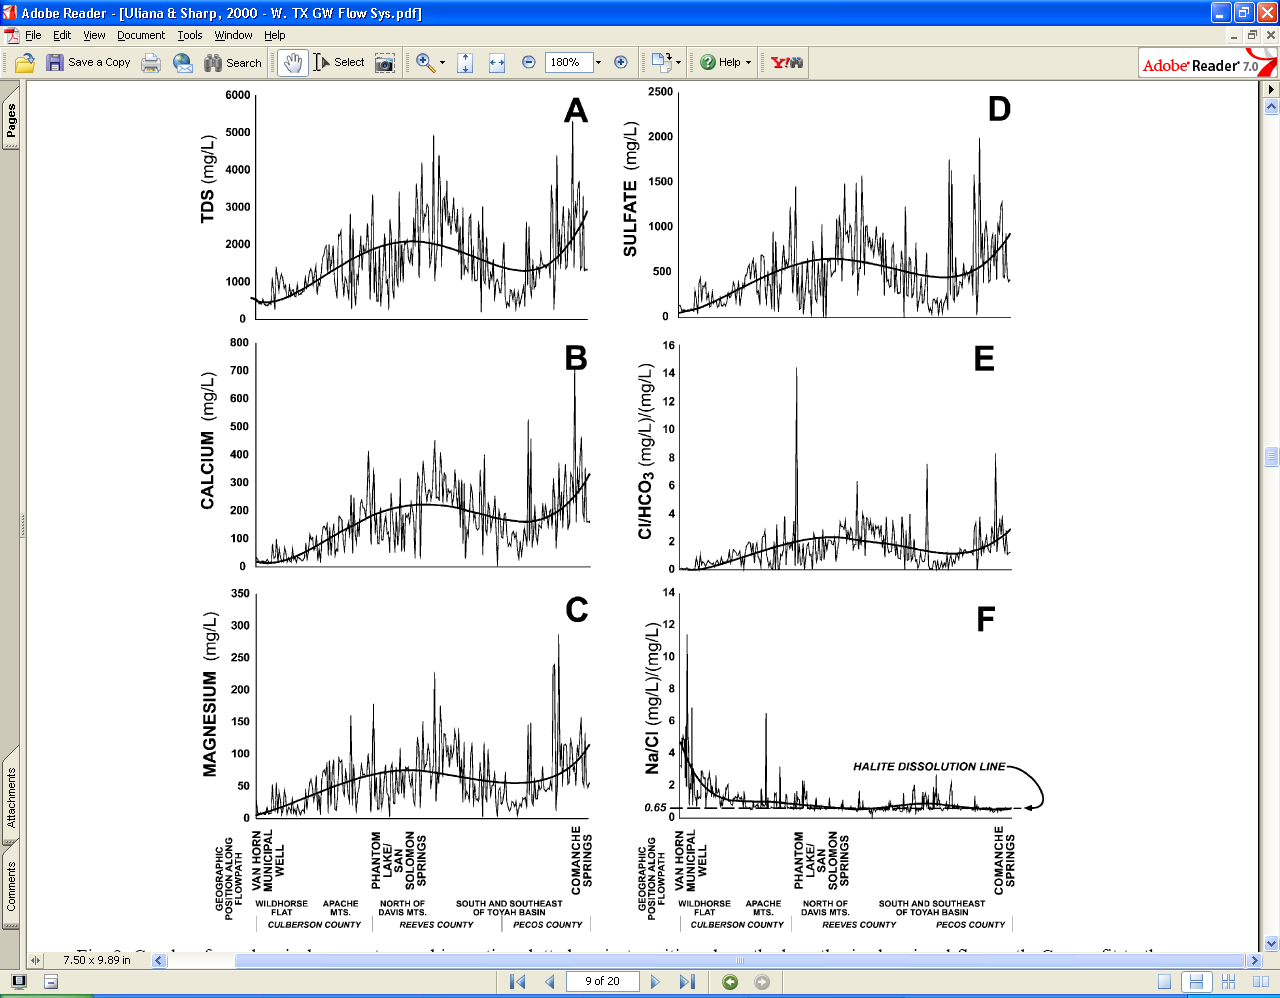 Adobe Reader - [Uliana & Sharp, 2000 - W. TX GW Flow Sys.pdf]
File Edit View Document Tools Window Help
Save a Copy Search Select 180% Help Y! Adobe Reader 7.0
Pages
Attachments
Comments
A
TDS (mg/L)
6000
5000
4000
3000
2000
1000
0
B
CALCIUM (mg/L)
800
700
600
500
400
300
200
100
0
C
MAGNESIUM (mg/L)
350
300
250
200
150
100
50
0
GEOGRAPHIC
POSITION ALONG
FLOWPATH
VAN HORN
MUNICIPAL
WELL
PHANTOM
LAKE/
SAN
SOLOMON
SPRINGS
COMANCHE
SPRINGS
WILDHORSE
FLAT
APACHE
MTS.
NORTH OF
DAVIS MTS.
SOUTH AND SOUTHEAST
OF TOYAH BASIN
CULBERSON COUNTY
REEVES COUNTY
PECOS COUNTY
D
SULFATE (mg/L)
2500
2000
1500
1000
500
0
E
Cl/HCO3 (mg/L)/(mg/L)
16
14
12
10
8
6
4
2
0
F
Na/Cl (mg/L)/(mg/L)
14
12
10
8
6
4
2
0.65
0
HALITE DISSOLUTION LINE
GEOGRAPHIC
POSITION ALONG
FLOWPATH
VAN HORN
MUNICIPAL
WELL
PHANTOM
LAKE/
SAN
SOLOMON
SPRINGS
COMANCHE
SPRINGS
WILDHORSE
FLAT
APACHE
MTS.
NORTH OF
DAVIS MTS.
SOUTH AND SOUTHEAST
OF TOYAH BASIN
CULBERSON COUNTY
REEVES COUNTY
PECOS COUNTY
7.50 x 9.89 in
9 of 20